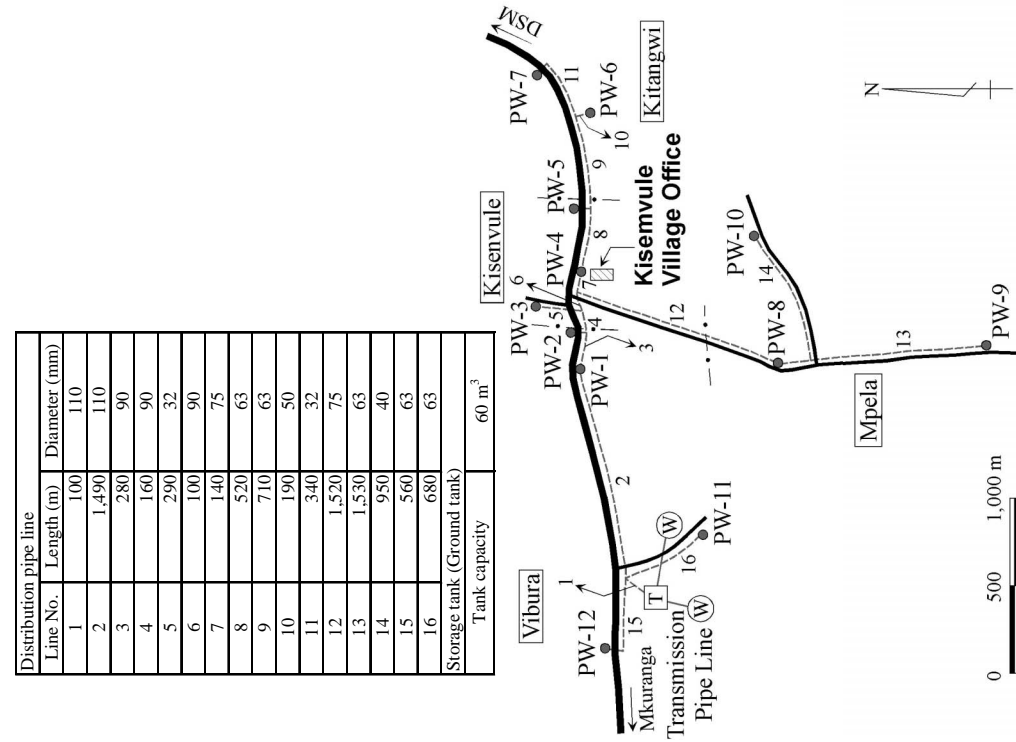 Distribution pipe line
Line No. Length (m) Diameter (mm)
1 100 110
2 1,490 110
3 280 90
4 160 90
5 290 32
6 100 90
7 140 75
8 520 63
9 710 63
10 190 50
11 340 32
12 1,520 75
13 1,530 63
14 950 40
15 560 63
16 680 63
Storage tank (Ground tank)
Tank capacity 60 m³
DSM
PW-7
11
PW-6
Kitangwi
10
9
PW-5
Kisenvule
PW-4
8
Kisemvule
Village Office
6
7
PW-3
5
4
PW-2
3
PW-1
12
PW-10
14
PW-8
13
PW-9
Mpela
2
Vibura
1
W
PW-11
16
T
W
15
PW-12
Mkuranga
Transmission
Pipe Line
N
0 500 1,000 m